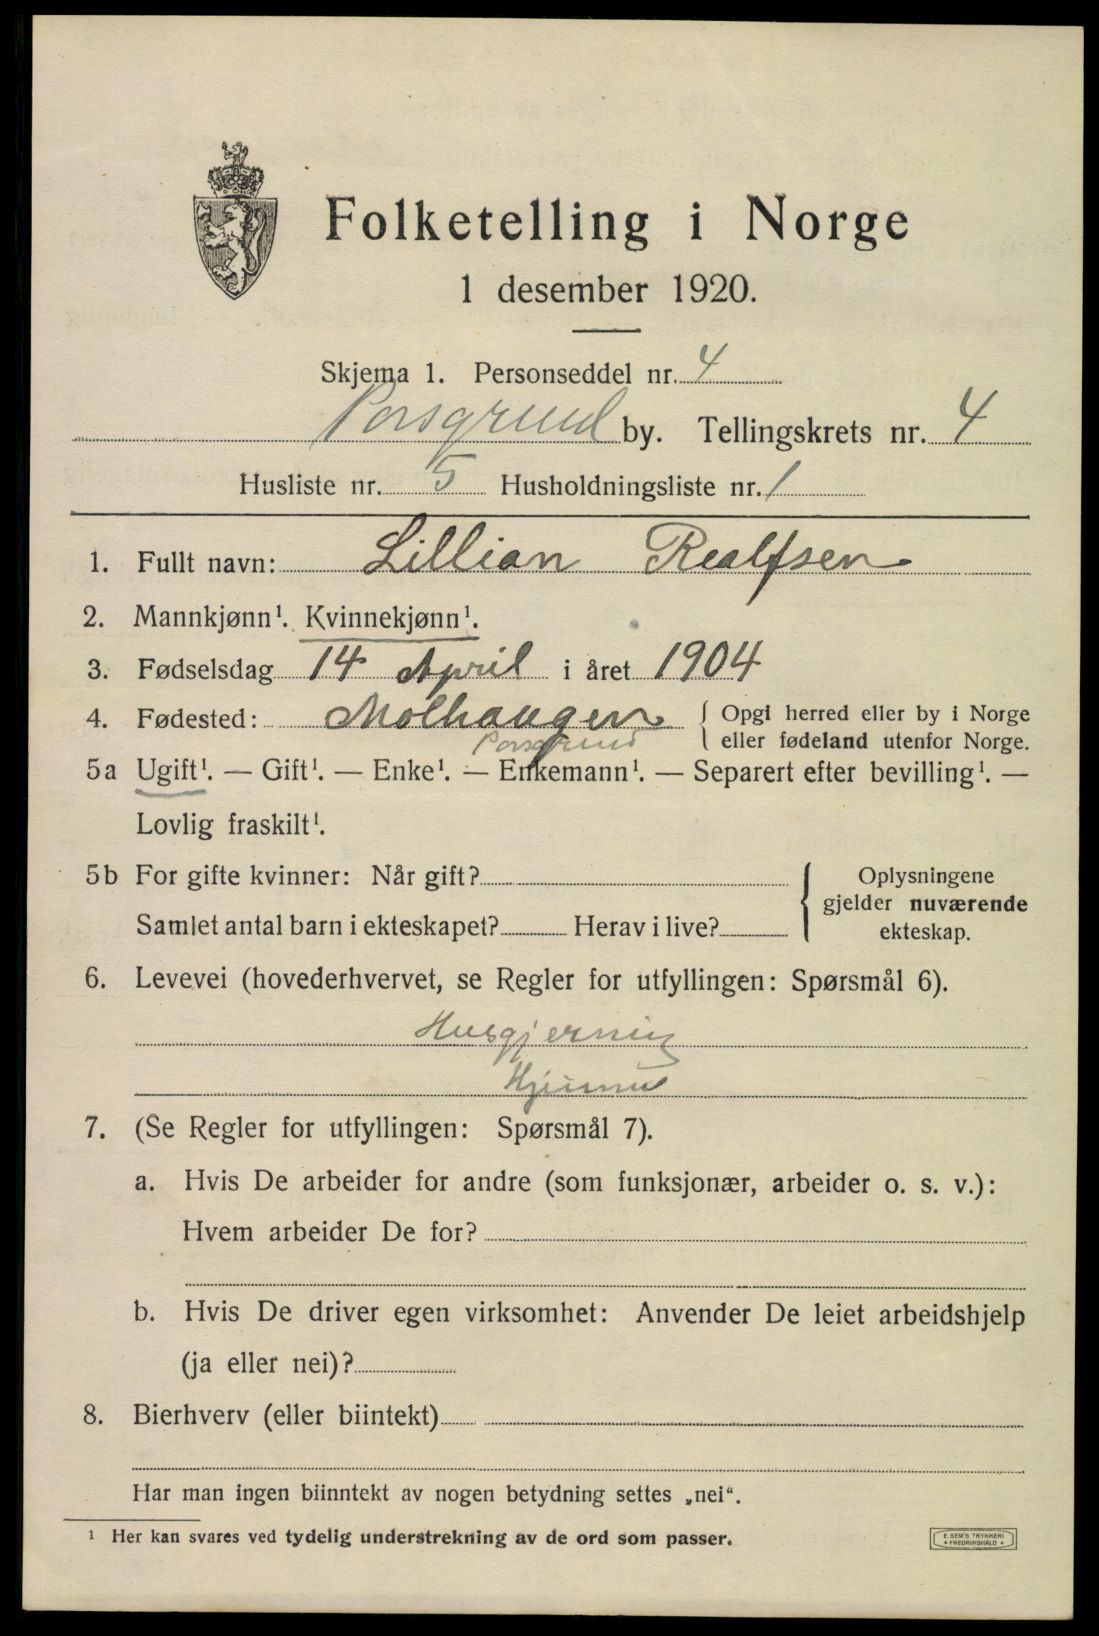 Folketelling i Norge
1 desember 1920.
Skjema 1. Personseddel nr. 4
Porsgrund by. Tellingskrets nr. 4
Husliste nr. 5 Husholdningsliste nr. 1
1. Fullt navn: Lillian Realfsen
2. Mannkjønn¹. Kvinnekjønn¹.
3. Fødselsdag 14 April i året 1904
4. Fødested: Molhaugen { Opgi herred eller by i Norge
Porsgrund eller fødeland utenfor Norge.
5a Ugift¹. — Gift¹. — Enke¹. — Enkemann¹. — Separert efter bevilling¹. —
Lovlig fraskilt¹.
5b For gifte kvinner: Når gift? Oplysningene
gjelder nuværende
Samlet antal barn i ekteskapet? Herav i live? ekteskap.
6. Levevei (hovederhvervet, se Regler for utfyllingen: Spørsmål 6).
Husgjerning
Hjemme
7. (Se Regler for utfyllingen: Spørsmål 7).
a. Hvis De arbeider for andre (som funksjonær, arbeider o. s. v.):
Hvem arbeider De for?
b. Hvis De driver egen virksomhet: Anvender De leiet arbeidshjelp
(ja eller nei)?
8. Bierhverv (eller biintekt)
Har man ingen biinntekt av nogen betydning settes „nei“.
¹ Her kan svares ved tydelig understrekning av de ord som passer.
E. SEM'S TRYKKERI
• FREDRIKSHALD •